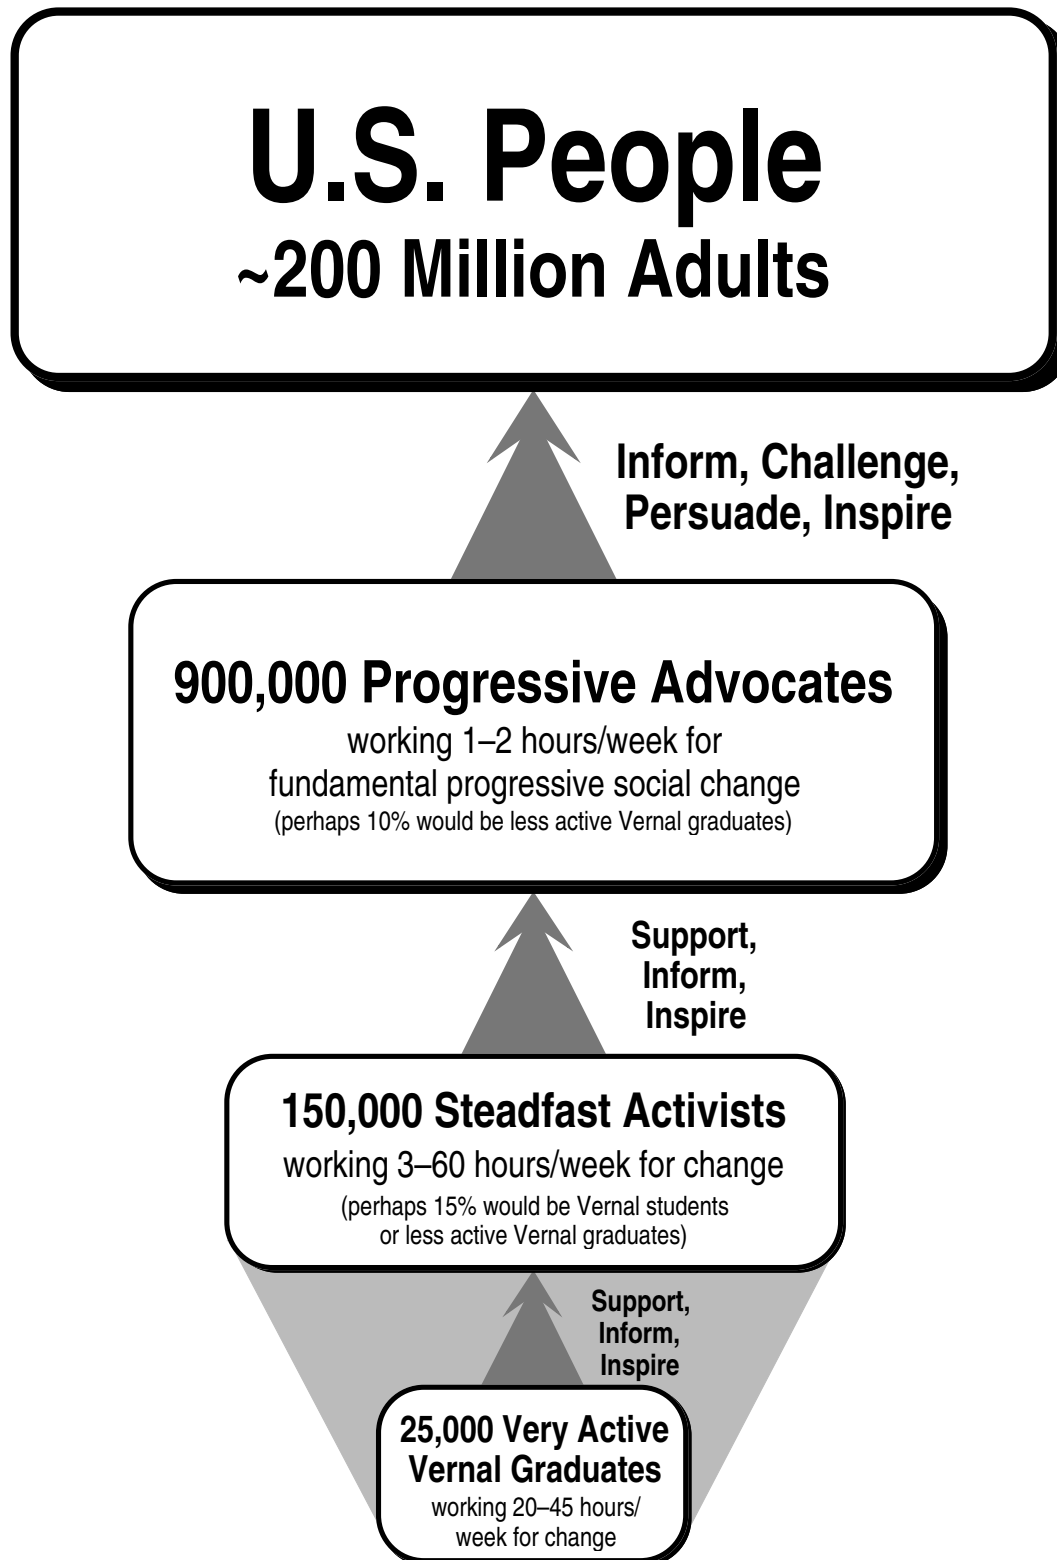 U.S. People
~200 Million Adults
Inform, Challenge,
Persuade, Inspire
900,000 Progressive Advocates
working 1–2 hours/week for
fundamental progressive social change
(perhaps 10% would be less active Vernal graduates)
Support,
Inform,
Inspire
150,000 Steadfast Activists
working 3–60 hours/week for change
(perhaps 15% would be Vernal students
or less active Vernal graduates)
Support,
Inform,
Inspire
25,000 Very Active
Vernal Graduates
working 20–45 hours/
week for change